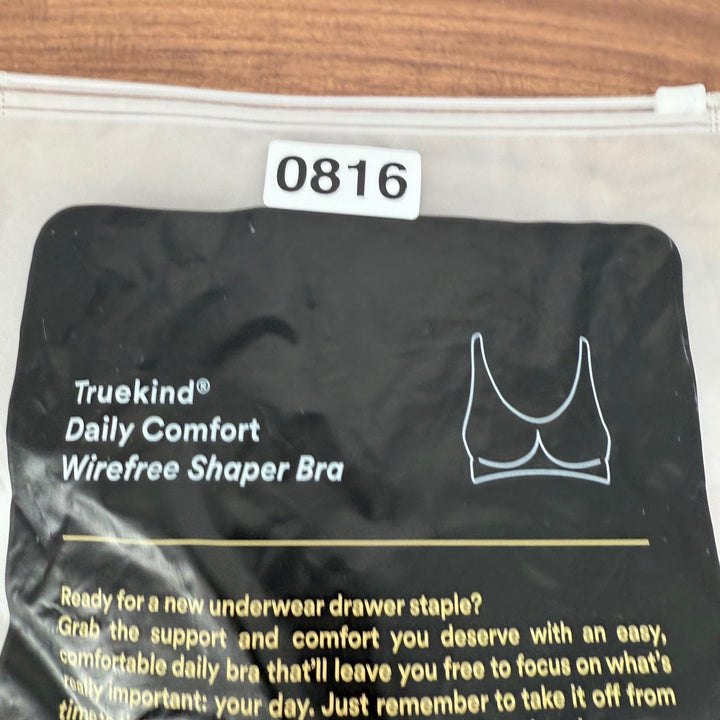 0816
Truekind®
Daily Comfort
Wirefree Shaper Bra
Ready for a new underwear drawer staple?
Grab the support and comfort you deserve with an easy,
comfortable daily bra that'll leave you free to focus on what's
really important: your day. Just remember to take it off from